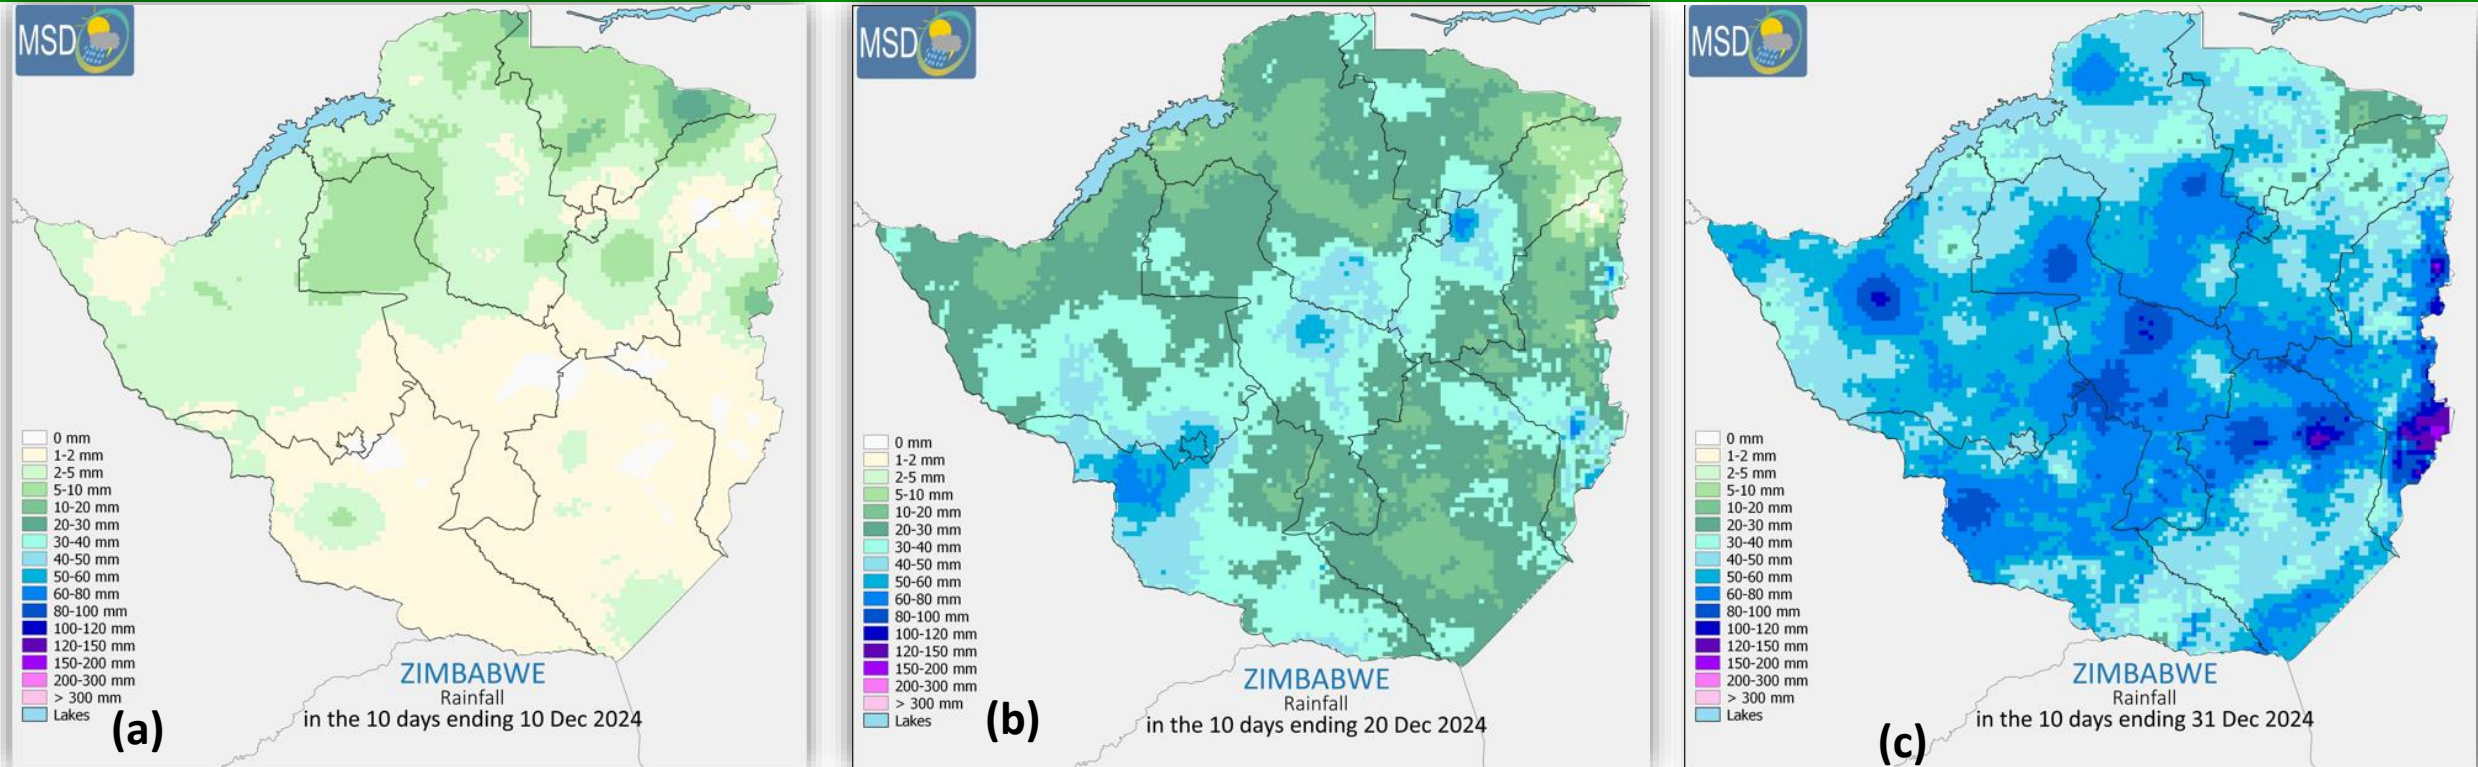 MSD
0 mm
1-2 mm
2-5 mm
5-10 mm
10-20 mm
20-30 mm
30-40 mm
40-50 mm
50-60 mm
60-80 mm
80-100 mm
100-120 mm
120-150 mm
150-200 mm
200-300 mm
> 300 mm
Lakes
(a)
ZIMBABWE
Rainfall
in the 10 days ending 10 Dec 2024
MSD
0 mm
1-2 mm
2-5 mm
5-10 mm
10-20 mm
20-30 mm
30-40 mm
40-50 mm
50-60 mm
60-80 mm
80-100 mm
100-120 mm
120-150 mm
150-200 mm
200-300 mm
> 300 mm
Lakes
(b)
ZIMBABWE
Rainfall
in the 10 days ending 20 Dec 2024
MSD
0 mm
1-2 mm
2-5 mm
5-10 mm
10-20 mm
20-30 mm
30-40 mm
40-50 mm
50-60 mm
60-80 mm
80-100 mm
100-120 mm
120-150 mm
150-200 mm
200-300 mm
> 300 mm
Lakes
(c)
ZIMBABWE
Rainfall
in the 10 days ending 31 Dec 2024